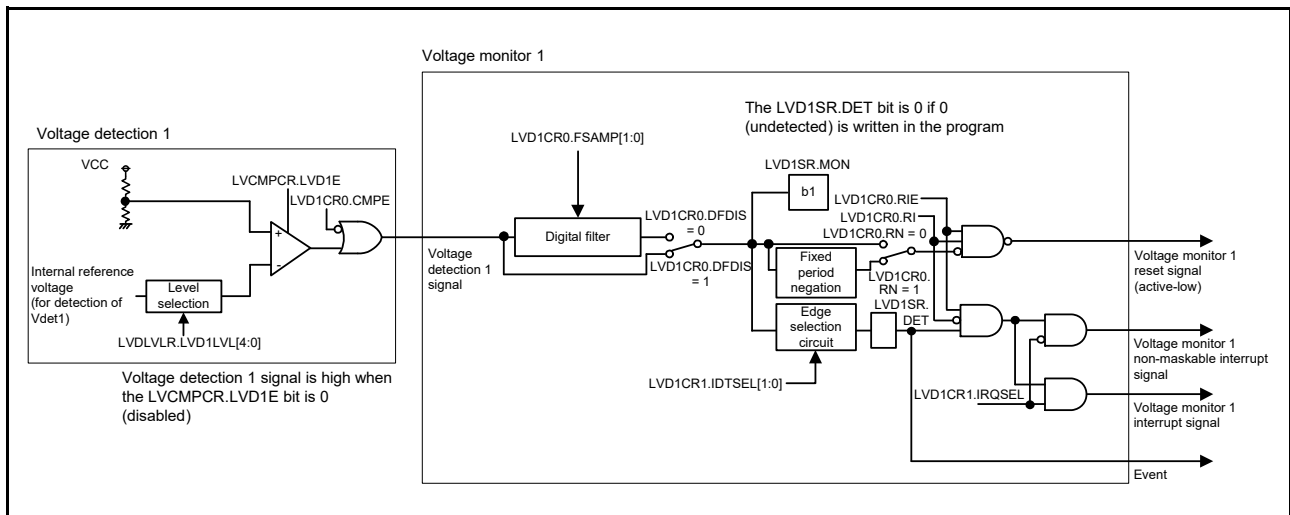 Voltage monitor 1
The LVD1SR.DET bit is 0 if 0
(undetected) is written in the program
Voltage detection 1
LVD1CR0.FSAMP[1:0]
VCC
LVCMPCR.LVD1E
LVD1CR0.CMPE
+
-
Internal reference
voltage
(for detection of
Vdet1)
Level
selection
LVDLVLR.LVD1LVL[4:0]
Voltage detection 1 signal is high when
the LVCMPCR.LVD1E bit is 0
(disabled)
Voltage
detection 1
signal
Digital filter
LVD1CR0.DFDIS
= 0
LVD1CR0.DFDIS
= 1
LVD1SR.MON
b1
LVD1CR0.RIE
LVD1CR0.RI
LVD1CR0.RN = 0
Fixed
period
negation
LVD1CR0.
RN = 1
LVD1SR.
DET
Edge
selection
circuit
LVD1CR1.IDTSEL[1:0]
LVD1CR1.IRQSEL
Voltage monitor 1
reset signal
(active-low)
Voltage monitor 1
non-maskable interrupt
signal
Voltage monitor 1
interrupt signal
Event